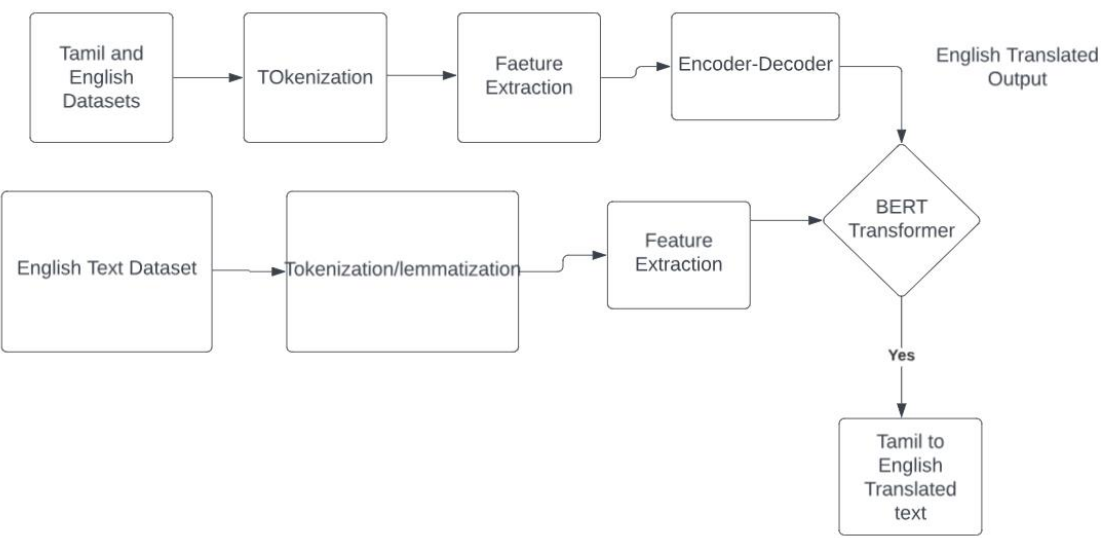 Tamil and
English
Datasets
TOkenization
Faeture
Extraction
Encoder-Decoder
English Translated
Output
English Text Dataset
Tokenization/lemmatization
Feature
Extraction
BERT
Transformer
Yes
Tamil to
English
Translated
text